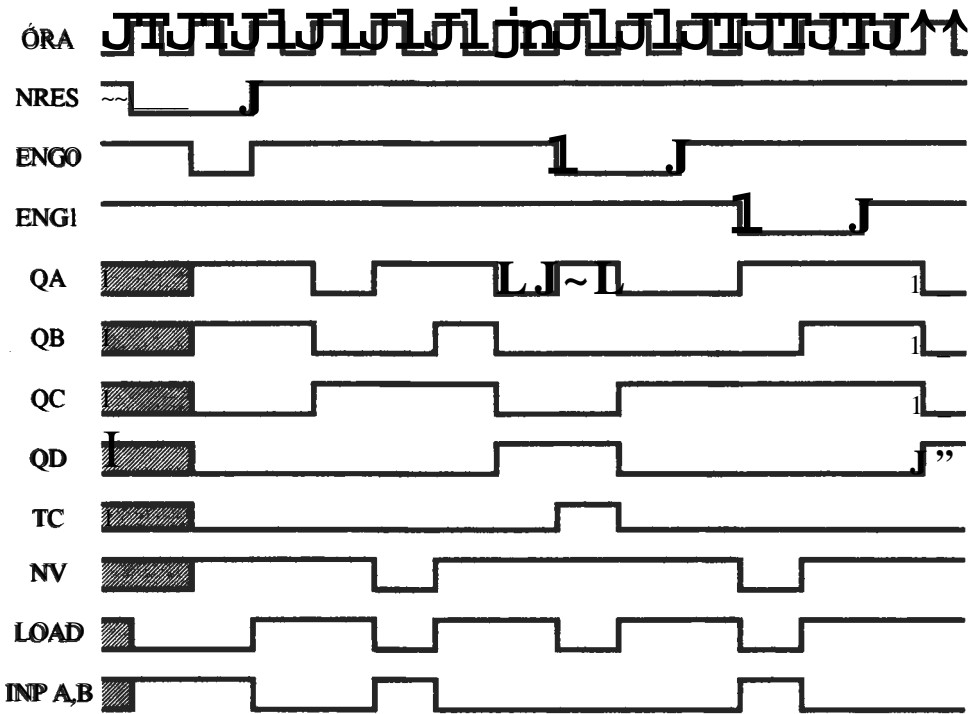 ÓRA
NRES
ENG0
ENG1
QA
QB
QC
QD
TC
NV
LOAD
INP A,B